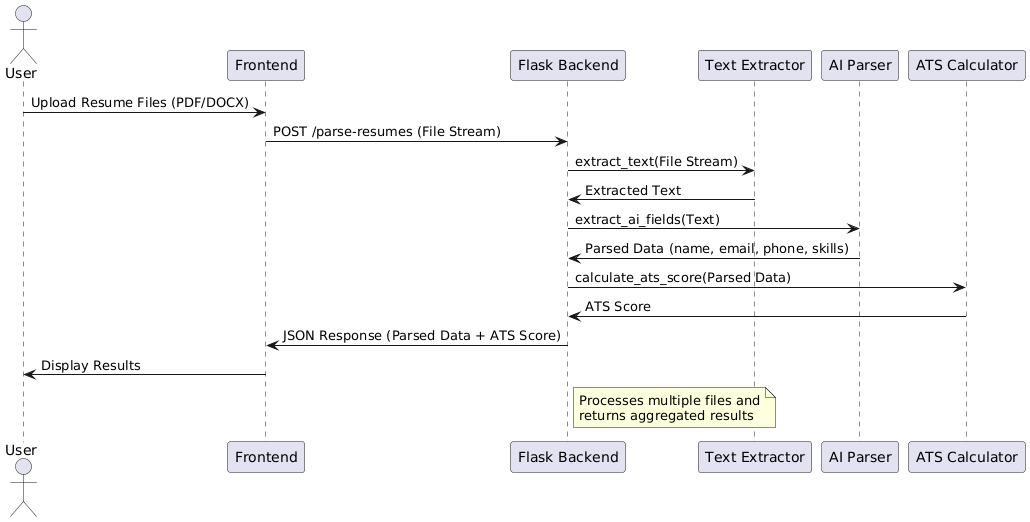 User
Frontend
Flask Backend
Text Extractor
AI Parser
ATS Calculator
Upload Resume Files (PDF/DOCX)
POST /parse-resumes (File Stream)
extract_text(File Stream)
Extracted Text
extract_ai_fields(Text)
Parsed Data (name, email, phone, skills)
calculate_ats_score(Parsed Data)
ATS Score
JSON Response (Parsed Data + ATS Score)
Display Results
Processes multiple files and
returns aggregated results
User
Frontend
Flask Backend
Text Extractor
AI Parser
ATS Calculator